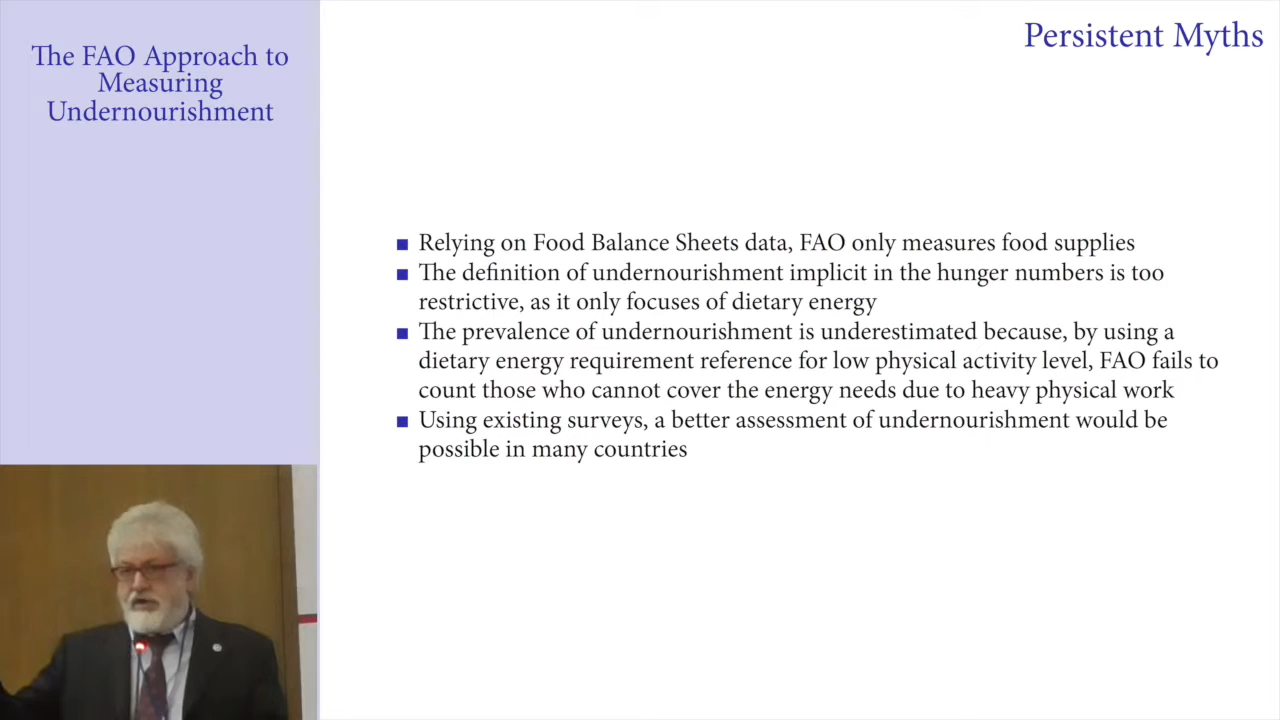 The FAO Approach to
Measuring
Undernourishment
Persistent Myths
Relying on Food Balance Sheets data, FAO only measures food supplies
The definition of undernourishment implicit in the hunger numbers is too
restrictive, as it only focuses of dietary energy
The prevalence of undernourishment is underestimated because, by using a
dietary energy requirement reference for low physical activity level, FAO fails to
count those who cannot cover the energy needs due to heavy physical work
Using existing surveys, a better assessment of undernourishment would be
possible in many countries